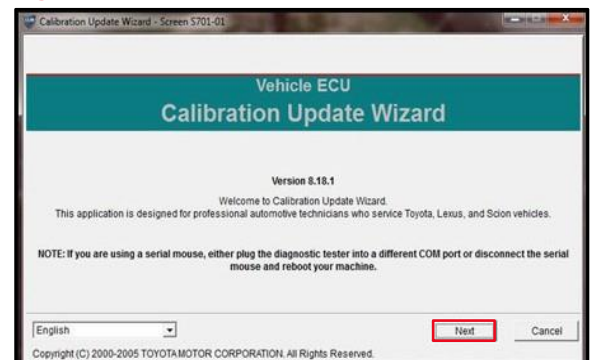 Calibration Update Wizard - Screen S701-01
Vehicle ECU
Calibration Update Wizard
Version 8.18.1
Welcome to Calibration Update Wizard.
This application is designed for professional automotive technicians who service Toyota, Lexus, and Scion vehicles.
NOTE: If you are using a serial mouse, either plug the diagnostic tester into a different COM port or disconnect the serial
mouse and reboot your machine.
English
Next
Cancel
Copyright (C) 2000-2005 TOYOTA MOTOR CORPORATION. All Rights Reserved.